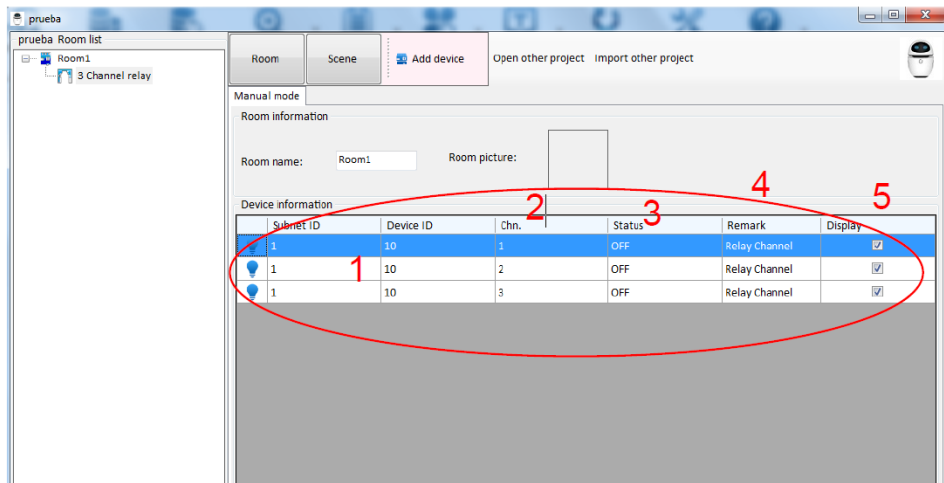 prueba
prueba Room list
Room1
3 Channel relay
Room Scene Add device Open other project Import other project
Manual mode
Room information
Room name: Room1 Room picture:
4
5
2
3
Device information
Subnet ID Device ID Chn. Status Remark Display
1 10 1 OFF Relay Channel
1
1 10 2 OFF Relay Channel
1 10 3 OFF Relay Channel